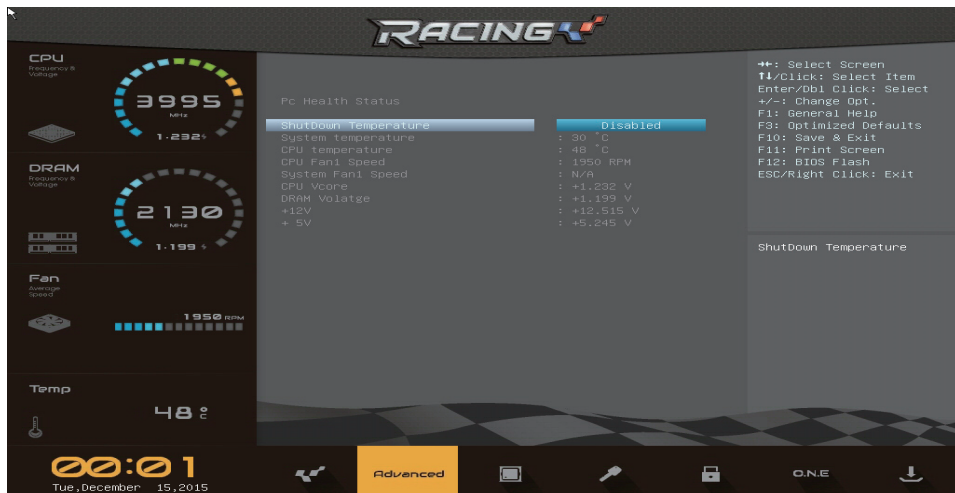 RACING
CPU
Frequency &
Voltage
3995
MHz
1.232
DRAM
Frequency &
Voltage
2130
MHz
1.199
Fan
Average
Speed
1950 RPM
Temp
48 °C
00:01
Tue,December 15,2015
Pc Health Status
ShutDown Temperature Disabled
System temperature : 30 °C
CPU temperature : 48 °C
CPU Fan1 Speed : 1950 RPM
System Fan1 Speed : N/A
CPU Vcore : +1.232 V
DRAM Volatge : +1.199 V
+12V : +12.515 V
+ 5V : +5.245 V
→←: Select Screen
↑↓/Click: Select Item
Enter/Dbl Click: Select
+/-: Change Opt.
F1: General Help
F3: Optimized Defaults
F10: Save & Exit
F11: Print Screen
F12: BIOS Flash
ESC/Right Click: Exit
ShutDown Temperature
Advanced
O.N.E